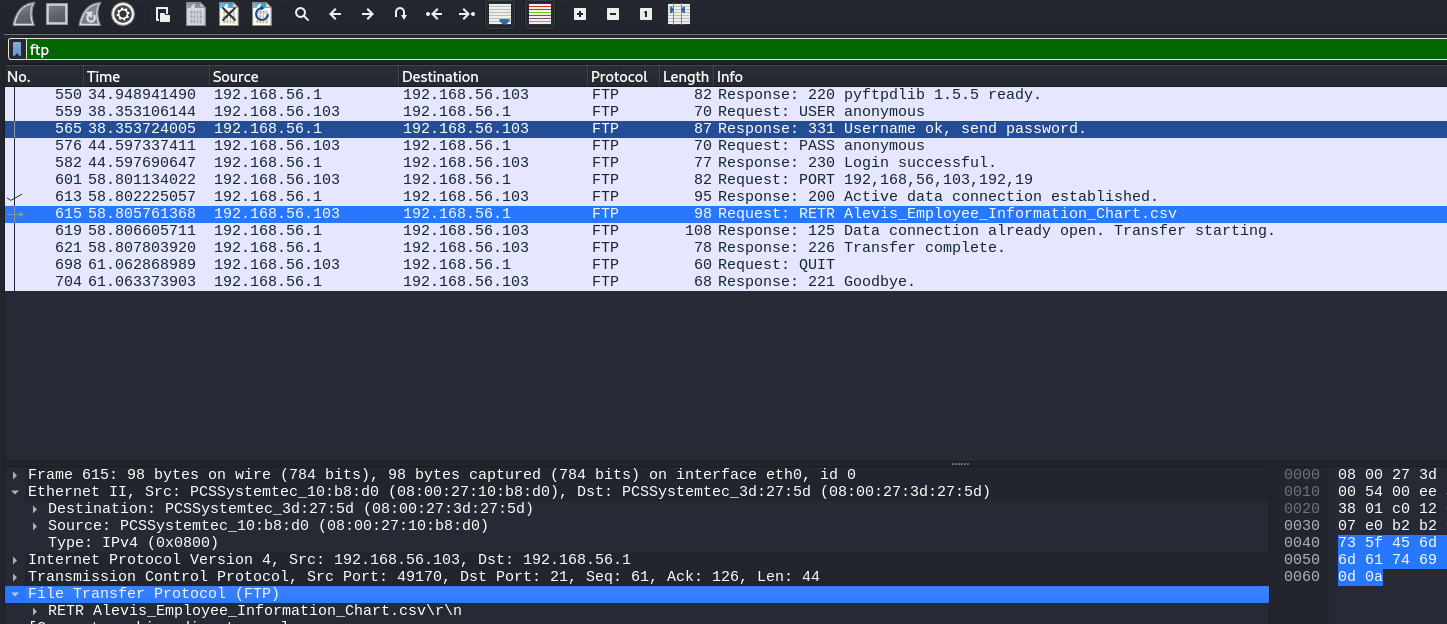 1
ftp
No. Time Source Destination Protocol Length Info
550 34.948941490 192.168.56.1 192.168.56.103 FTP 82 Response: 220 pyftpdlib 1.5.5 ready.
559 38.353106144 192.168.56.103 192.168.56.1 FTP 70 Request: USER anonymous
565 38.353724005 192.168.56.1 192.168.56.103 FTP 87 Response: 331 Username ok, send password.
576 44.597337411 192.168.56.103 192.168.56.1 FTP 70 Request: PASS anonymous
582 44.597690647 192.168.56.1 192.168.56.103 FTP 77 Response: 230 Login successful.
601 58.801134022 192.168.56.103 192.168.56.1 FTP 82 Request: PORT 192,168,56,103,192,19
613 58.802225057 192.168.56.1 192.168.56.103 FTP 95 Response: 200 Active data connection established.
615 58.805761368 192.168.56.103 192.168.56.1 FTP 98 Request: RETR Alevis_Employee_Information_Chart.csv
619 58.806605711 192.168.56.1 192.168.56.103 FTP 108 Response: 125 Data connection already open. Transfer starting.
621 58.807803920 192.168.56.1 192.168.56.103 FTP 78 Response: 226 Transfer complete.
698 61.062868989 192.168.56.103 192.168.56.1 FTP 60 Request: QUIT
704 61.063373903 192.168.56.1 192.168.56.103 FTP 68 Response: 221 Goodbye.
Frame 615: 98 bytes on wire (784 bits), 98 bytes captured (784 bits) on interface eth0, id 0
Ethernet II, Src: PCSSystemtec_10:b8:d0 (08:00:27:10:b8:d0), Dst: PCSSystemtec_3d:27:5d (08:00:27:3d:27:5d)
Destination: PCSSystemtec_3d:27:5d (08:00:27:3d:27:5d)
Source: PCSSystemtec_10:b8:d0 (08:00:27:10:b8:d0)
Type: IPv4 (0x0800)
Internet Protocol Version 4, Src: 192.168.56.103, Dst: 192.168.56.1
Transmission Control Protocol, Src Port: 49170, Dst Port: 21, Seq: 61, Ack: 126, Len: 44
File Transfer Protocol (FTP)
RETR Alevis_Employee_Information_Chart.csv\r\n
0000 08 00 27 3d
0010 00 54 00 ee
0020 38 01 c0 12
0030 07 e0 b2 b2
0040 73 5f 45 6d
0050 6d 61 74 69
0060 0d 0a